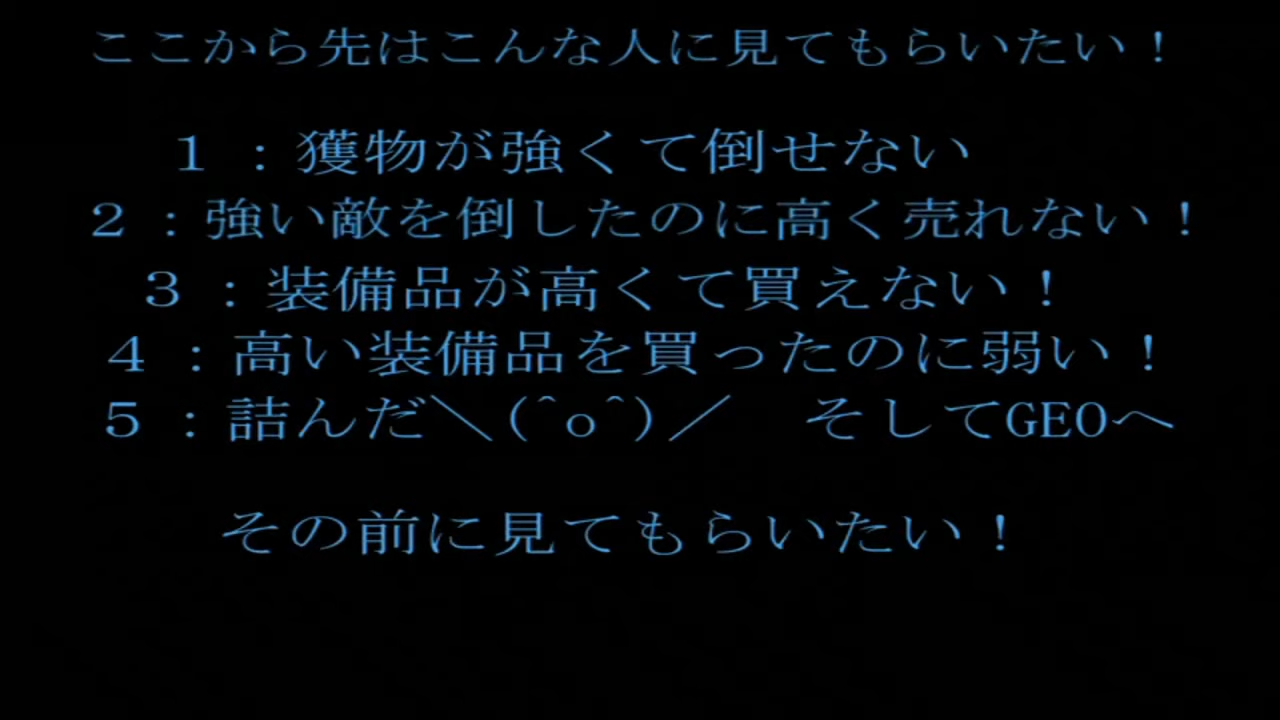 ここから先はこんな人に見てもらいたい！
１：獲物が強くて倒せない
２：強い敵を倒したのに高く売れない！
３：装備品が高くて買えない！
４：高い装備品を買ったのに弱い！
５：詰んだ＼(^o^)／　そしてGEOへ
その前に見てもらいたい！